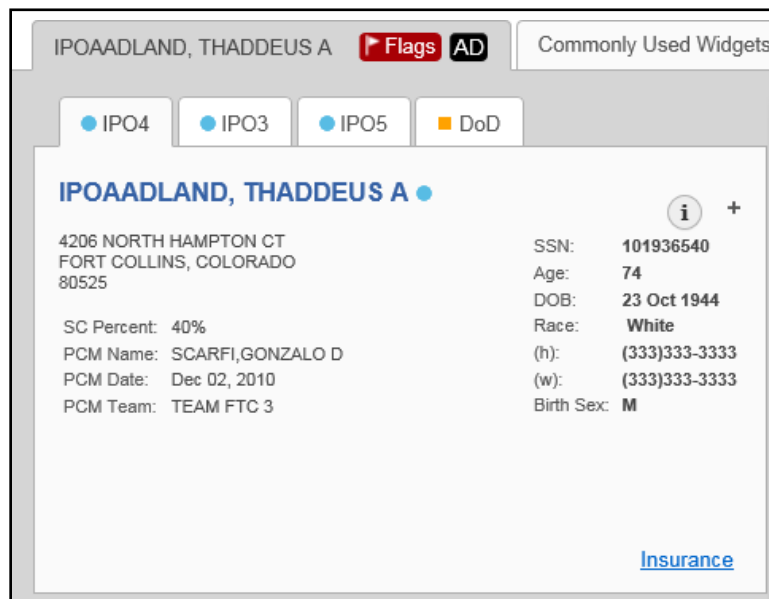 IPOAADLAND, THADDEUS A Flags AD Commonly Used Widgets
IPO4 IPO3 IPO5 DoD
IPOAADLAND, THADDEUS A
i +
4206 NORTH HAMPTON CT
FORT COLLINS, COLORADO
80525
SC Percent: 40%
PCM Name: SCARFI,GONZALO D
PCM Date: Dec 02, 2010
PCM Team: TEAM FTC 3
SSN: 101936540
Age: 74
DOB: 23 Oct 1944
Race: White
(h): (333)333-3333
(w): (333)333-3333
Birth Sex: M
Insurance